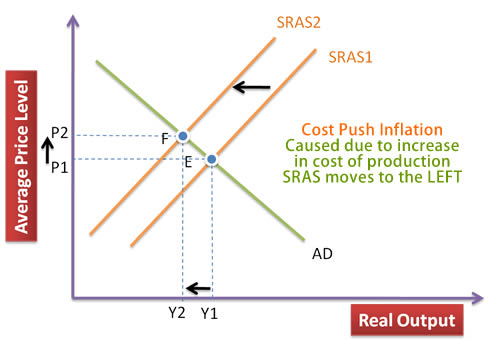 SRAS2
SRAS1
Average Price Level
P2
P1
F
E
Cost Push Inflation
Caused due to increase
in cost of production
SRAS moves to the LEFT
AD
Y2
Y1
Real Output